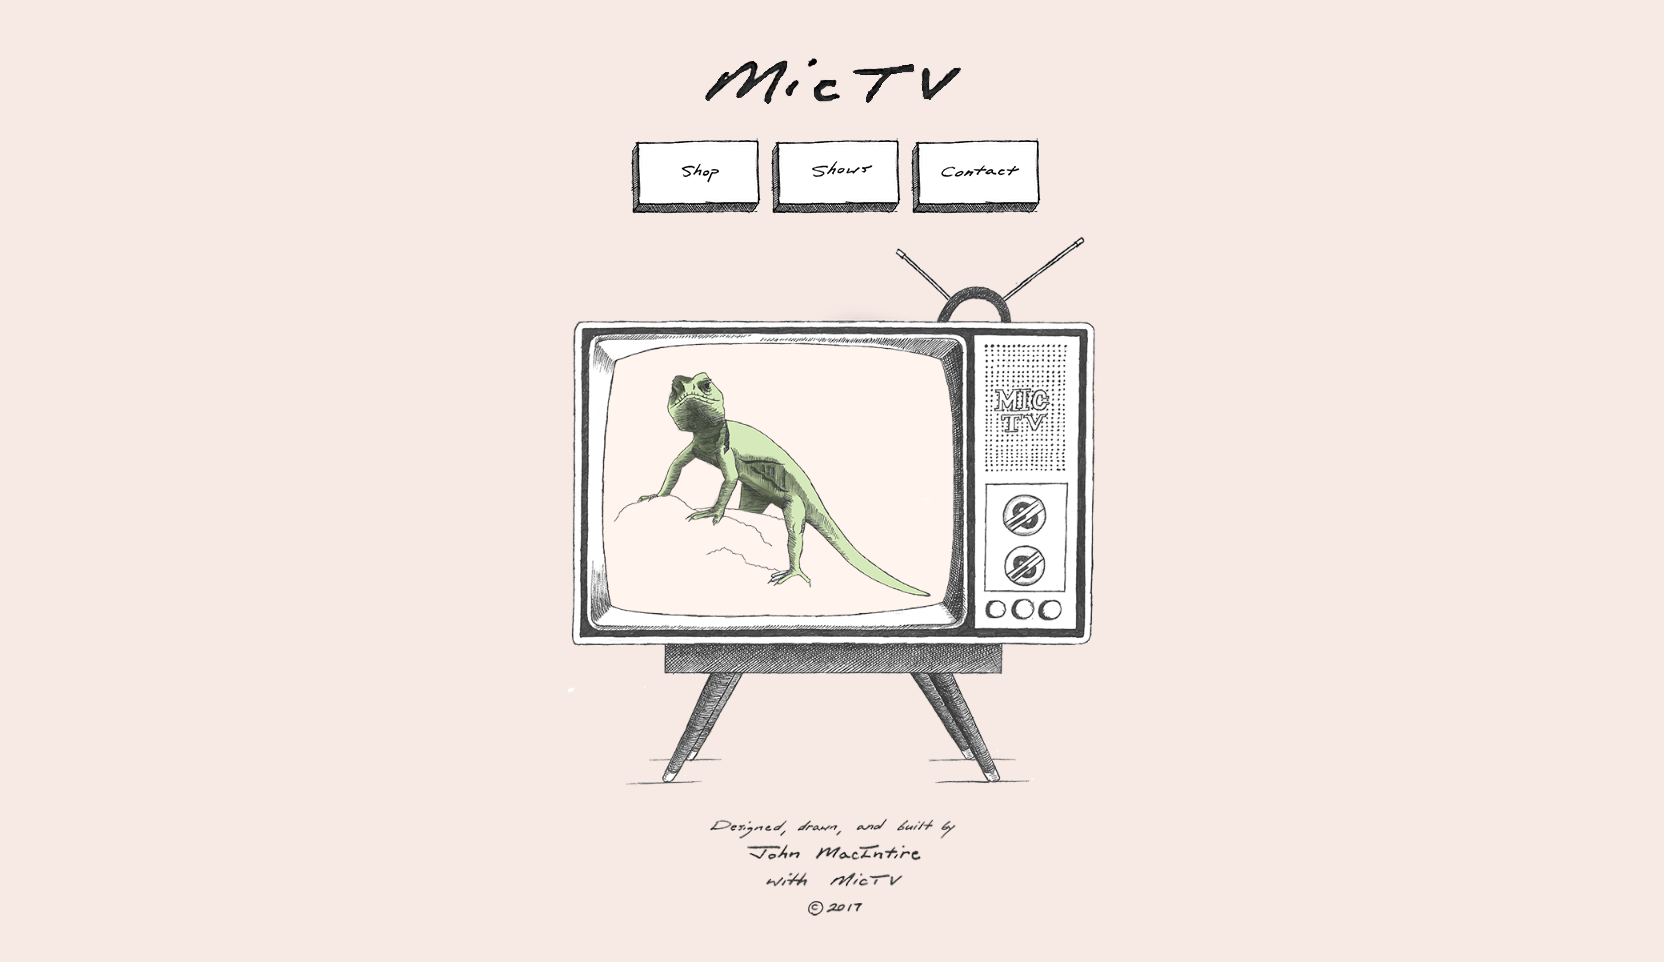 MicTV
Shop
Shows
Contact
MIC
TV
Designed, drawn, and built by
John MacIntire
with MicTV
© 2017